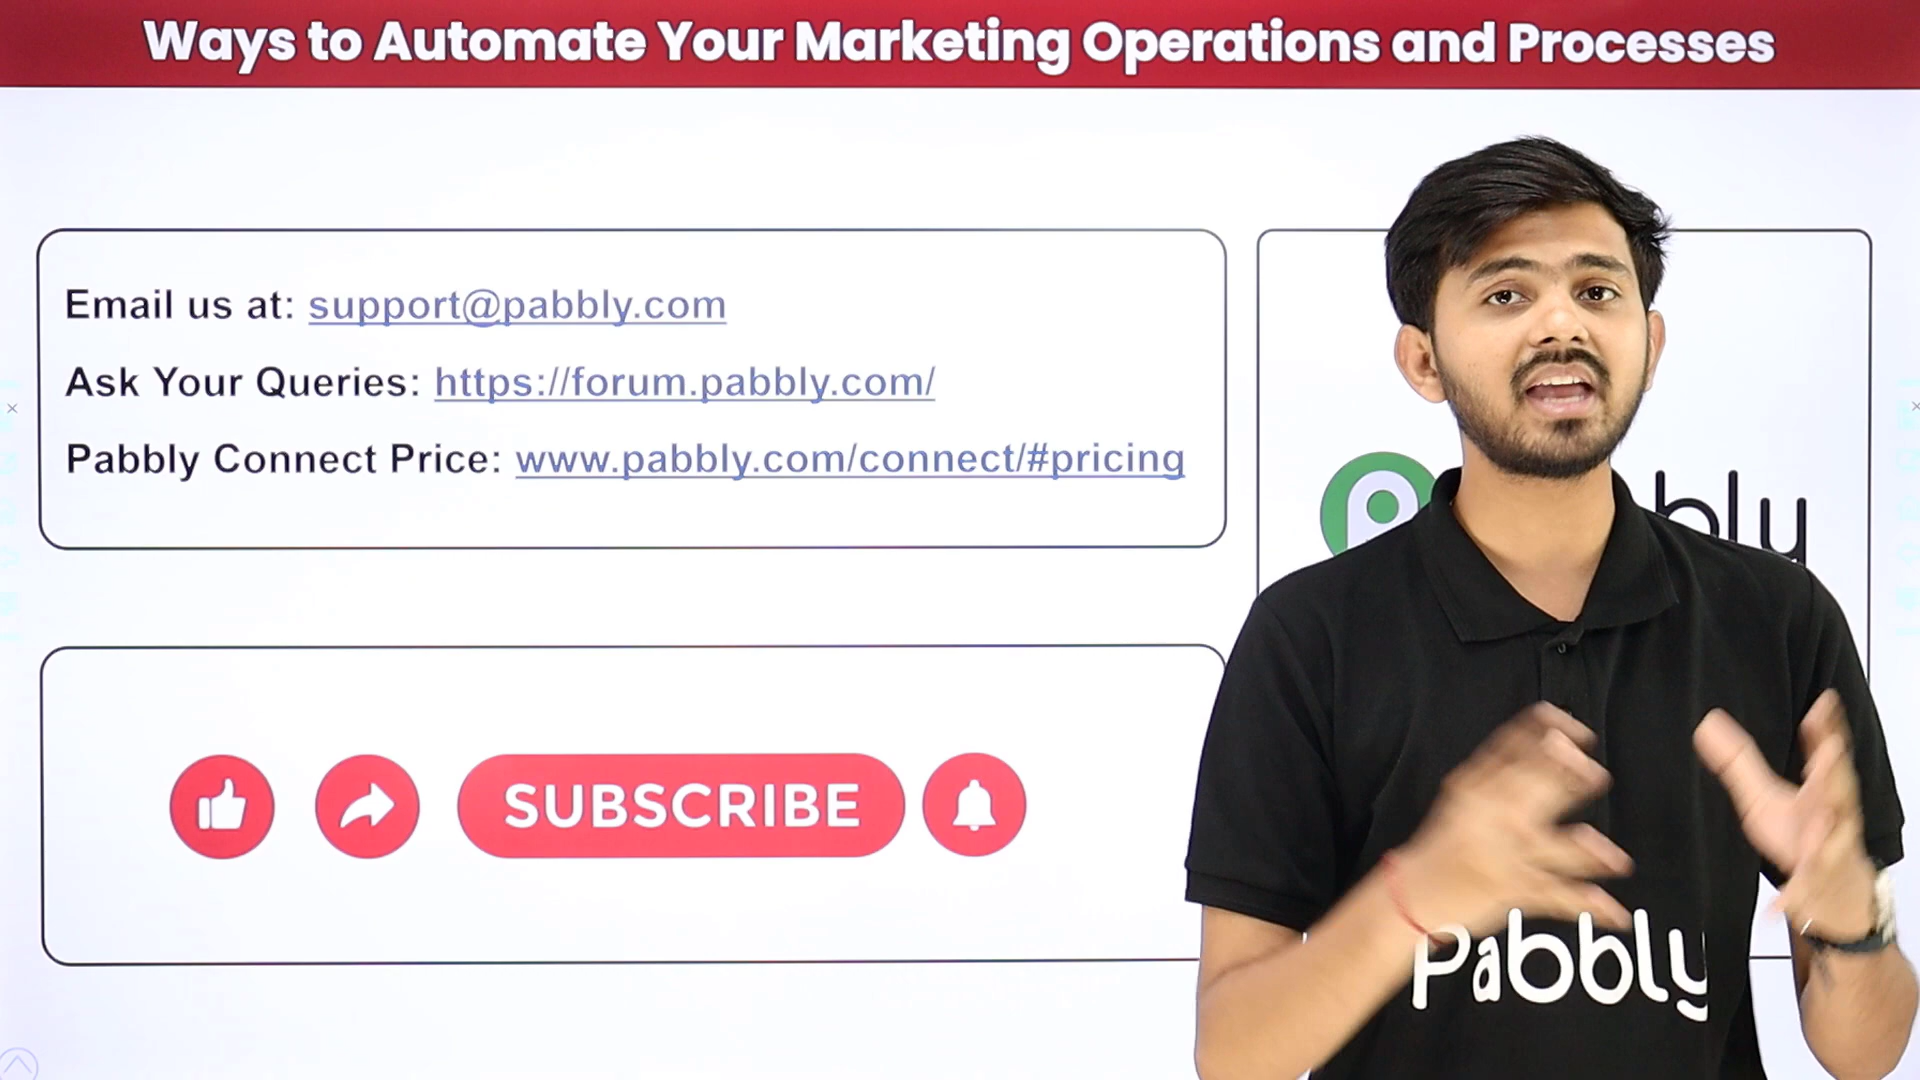 Ways to Automate Your Marketing Operations and Processes
Email us at: support@pabbly.com
Ask Your Queries: https://forum.pabbly.com/
Pabbly Connect Price: www.pabbly.com/connect/#pricing
SUBSCRIBE
Pabbly